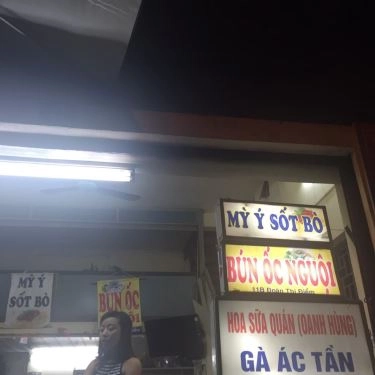 MỲ Ý SỐT BÒ
BÚN ỐC NGUỘI
11B Đoàn Thị Điểm
HOA SỮA QUÁN (OANH HÙNG)
GÀ ÁC TẦN
MỲ Ý
SỐT BÒ
BÚN ỐC